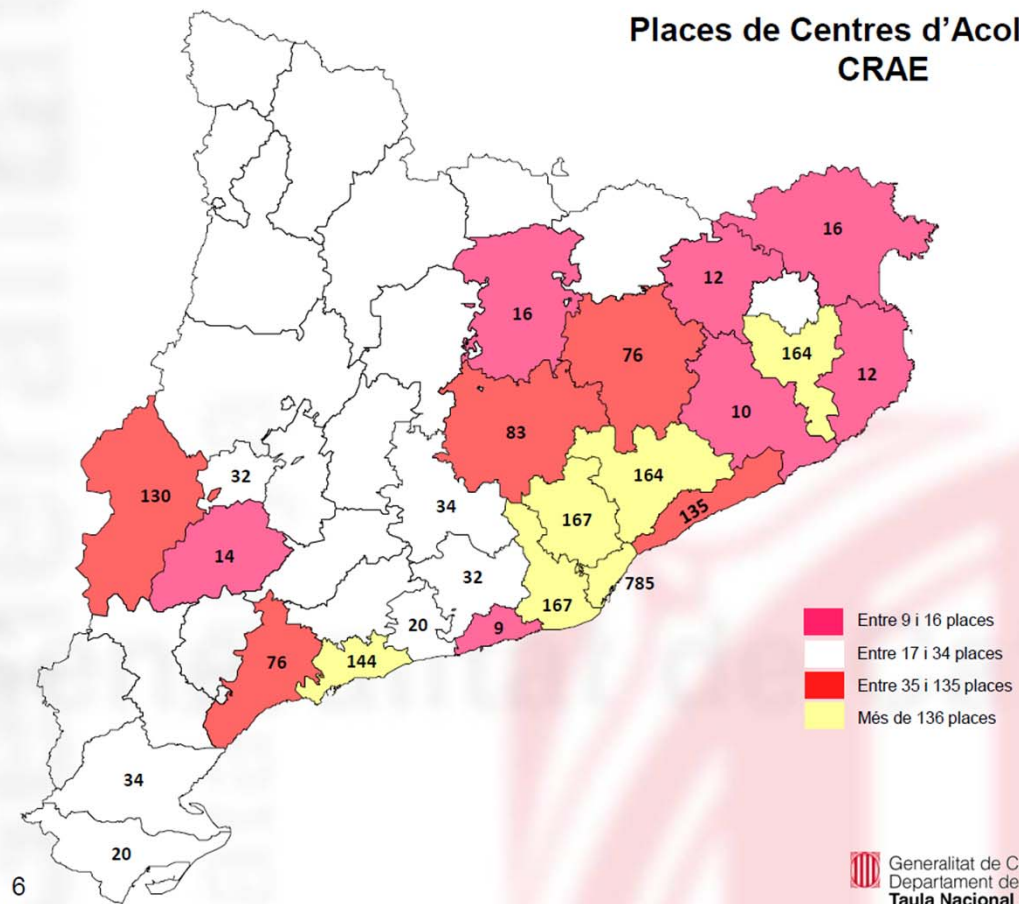 Places de Centres d'Acol
CRAE
16
12
16
76
164
12
10
83
130
32
164
34
167
135
14
32
785
167
20
9
76
144
Entre 9 i 16 places
Entre 17 i 34 places
Entre 35 i 135 places
Més de 136 places
34
20
6
Generalitat de C
Departament de
Taula Nacional